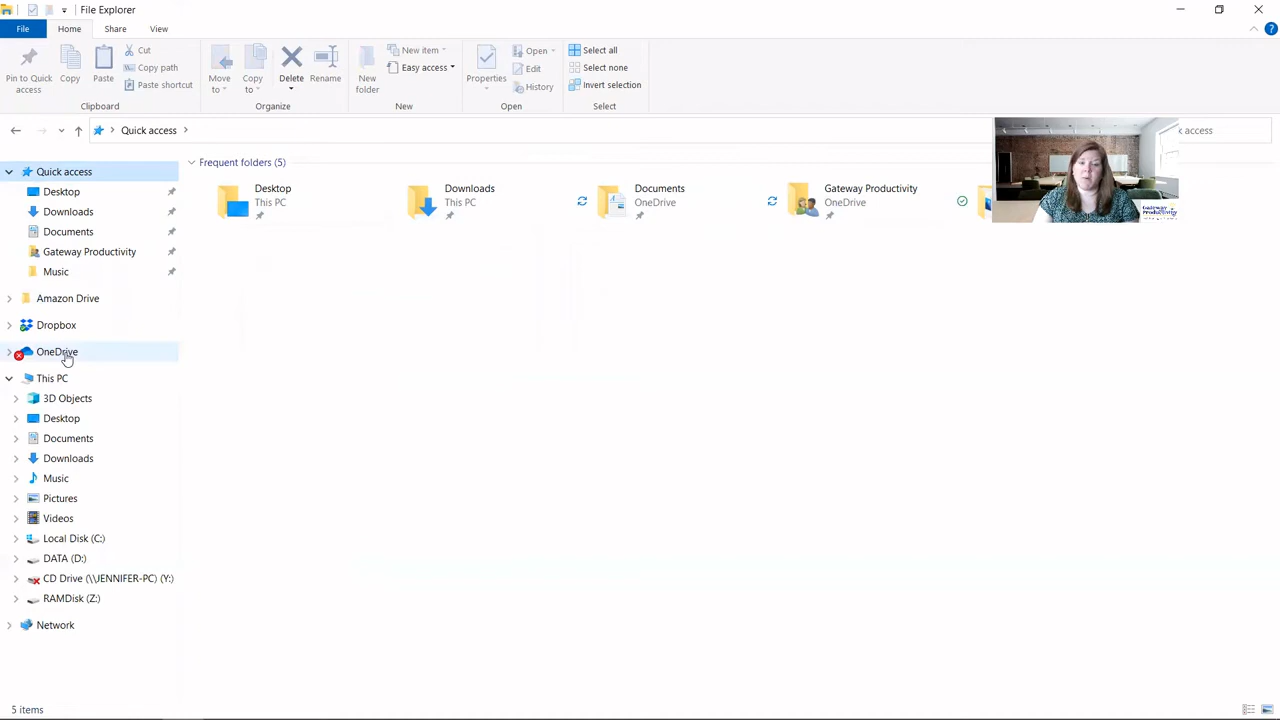 File Explorer
File
Home
Share
View
Pin to Quick access
Copy
Paste
Cut
Copy path
Paste shortcut
Clipboard
Move to
Copy to
Delete
Rename
Organize
New folder
New item
Easy access
New
Properties
Open
Edit
History
Open
Select all
Select none
Invert selection
Select
Quick access
k access
Quick access
Desktop
Downloads
Documents
Gateway Productivity
Music
Amazon Drive
Dropbox
OneDrive
This PC
3D Objects
Desktop
Documents
Downloads
Music
Pictures
Videos
Local Disk (C:)
DATA (D:)
CD Drive (\\JENNIFER-PC) (Y:)
RAMDisk (Z:)
Network
Frequent folders (5)
Desktop
This PC
Downloads
This PC
Documents
OneDrive
Gateway Productivity
OneDrive
Gateway
Productivity
5 items